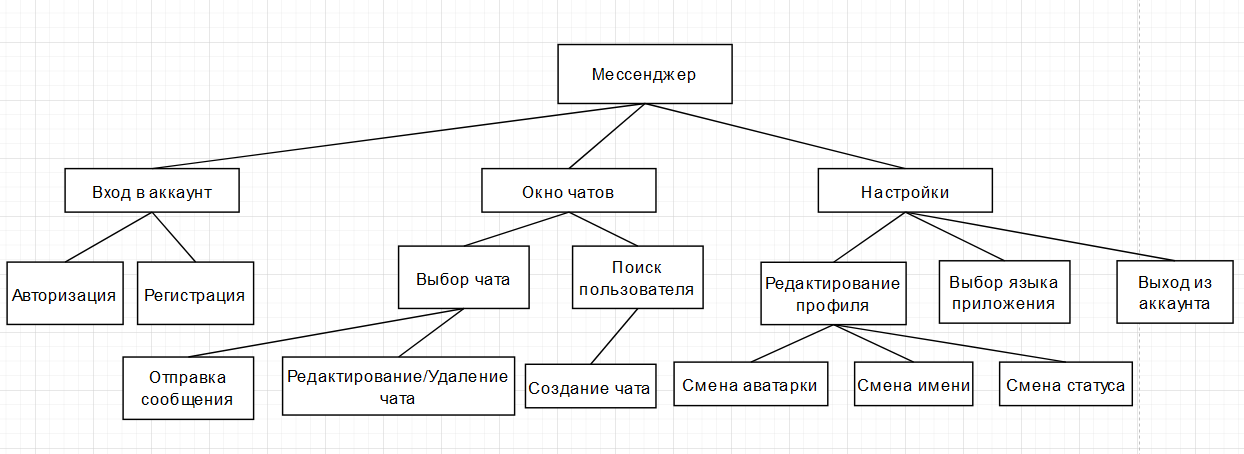 Мессенджер
Вход в аккаунт
Окно чатов
Настройки
Авторизация
Регистрация
Выбор чата
Поиск
пользователя
Редактирование
профиля
Выбор языка
приложения
Выход из
аккаунта
Отправка
сообщения
Редактирование/Удаление
чата
Создание чата
Смена аватарки
Смена имени
Смена статуса